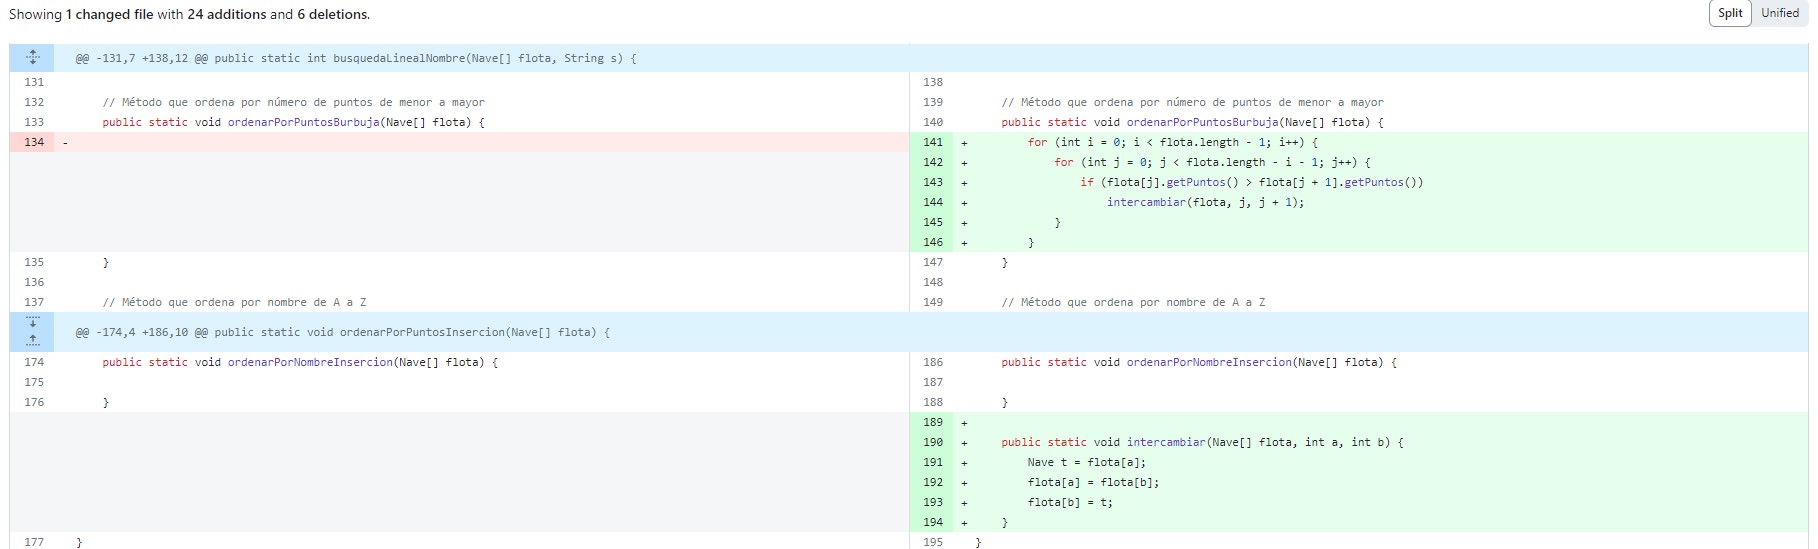 Showing 1 changed file with 24 additions and 6 deletions.
Split Unified
@@ -131,7 +138,12 @@ public static int busquedaLinealNombre(Nave[] flota, String s) {
131
132 // Método que ordena por número de puntos de menor a mayor
133 public static void ordenarPorPuntosBurbuja(Nave[] flota) {
134 -
135 }
136
137 // Método que ordena por nombre de A a Z
138
139 // Método que ordena por número de puntos de menor a mayor
140 public static void ordenarPorPuntosBurbuja(Nave[] flota) {
141 + for (int i = 0; i < flota.length - 1; i++) {
142 + for (int j = 0; j < flota.length - i - 1; j++) {
143 + if (flota[j].getPuntos() > flota[j + 1].getPuntos())
144 + intercambiar(flota, j, j + 1);
145 + }
146 + }
147 }
148
149 // Método que ordena por nombre de A a Z
@@ -174,4 +186,10 @@ public static void ordenarPorPuntosInsercion(Nave[] flota) {
174 public static void ordenarPorNombreInsercion(Nave[] flota) {
175
176 }
177 }
186 public static void ordenarPorNombreInsercion(Nave[] flota) {
187
188 }
189 +
190 + public static void intercambiar(Nave[] flota, int a, int b) {
191 + Nave t = flota[a];
192 + flota[a] = flota[b];
193 + flota[b] = t;
194 + }
195 }